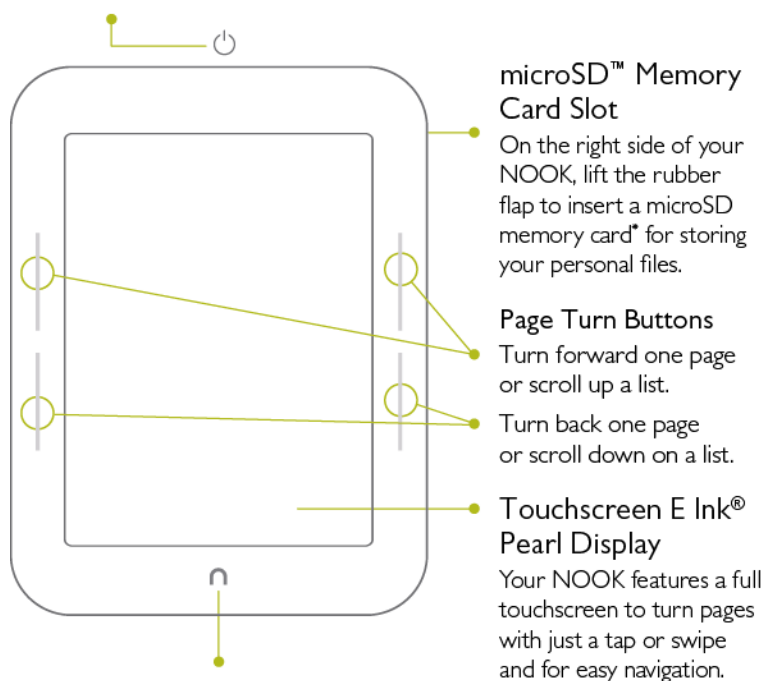 microSD™ Memory
Card Slot
On the right side of your
NOOK, lift the rubber
flap to insert a microSD
memory card* for storing
your personal files.
Page Turn Buttons
Turn forward one page
or scroll up a list.
Turn back one page
or scroll down on a list.
Touchscreen E Ink®
Pearl Display
Your NOOK features a full
touchscreen to turn pages
with just a tap or swipe
and for easy navigation.